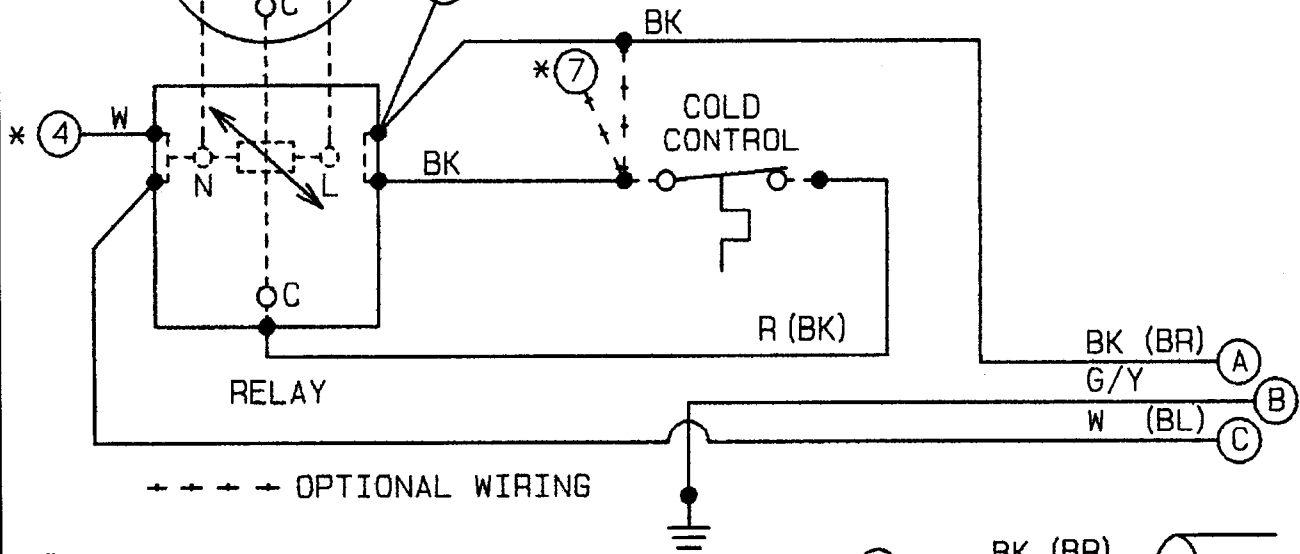 C
BK
* 7
COLD
CONTROL
* 4
W
N
L
BK
C
R (BK)
BK (BR)
A
G/Y
B
RELAY
W (BL)
C
OPTIONAL WIRING
BK (BR)